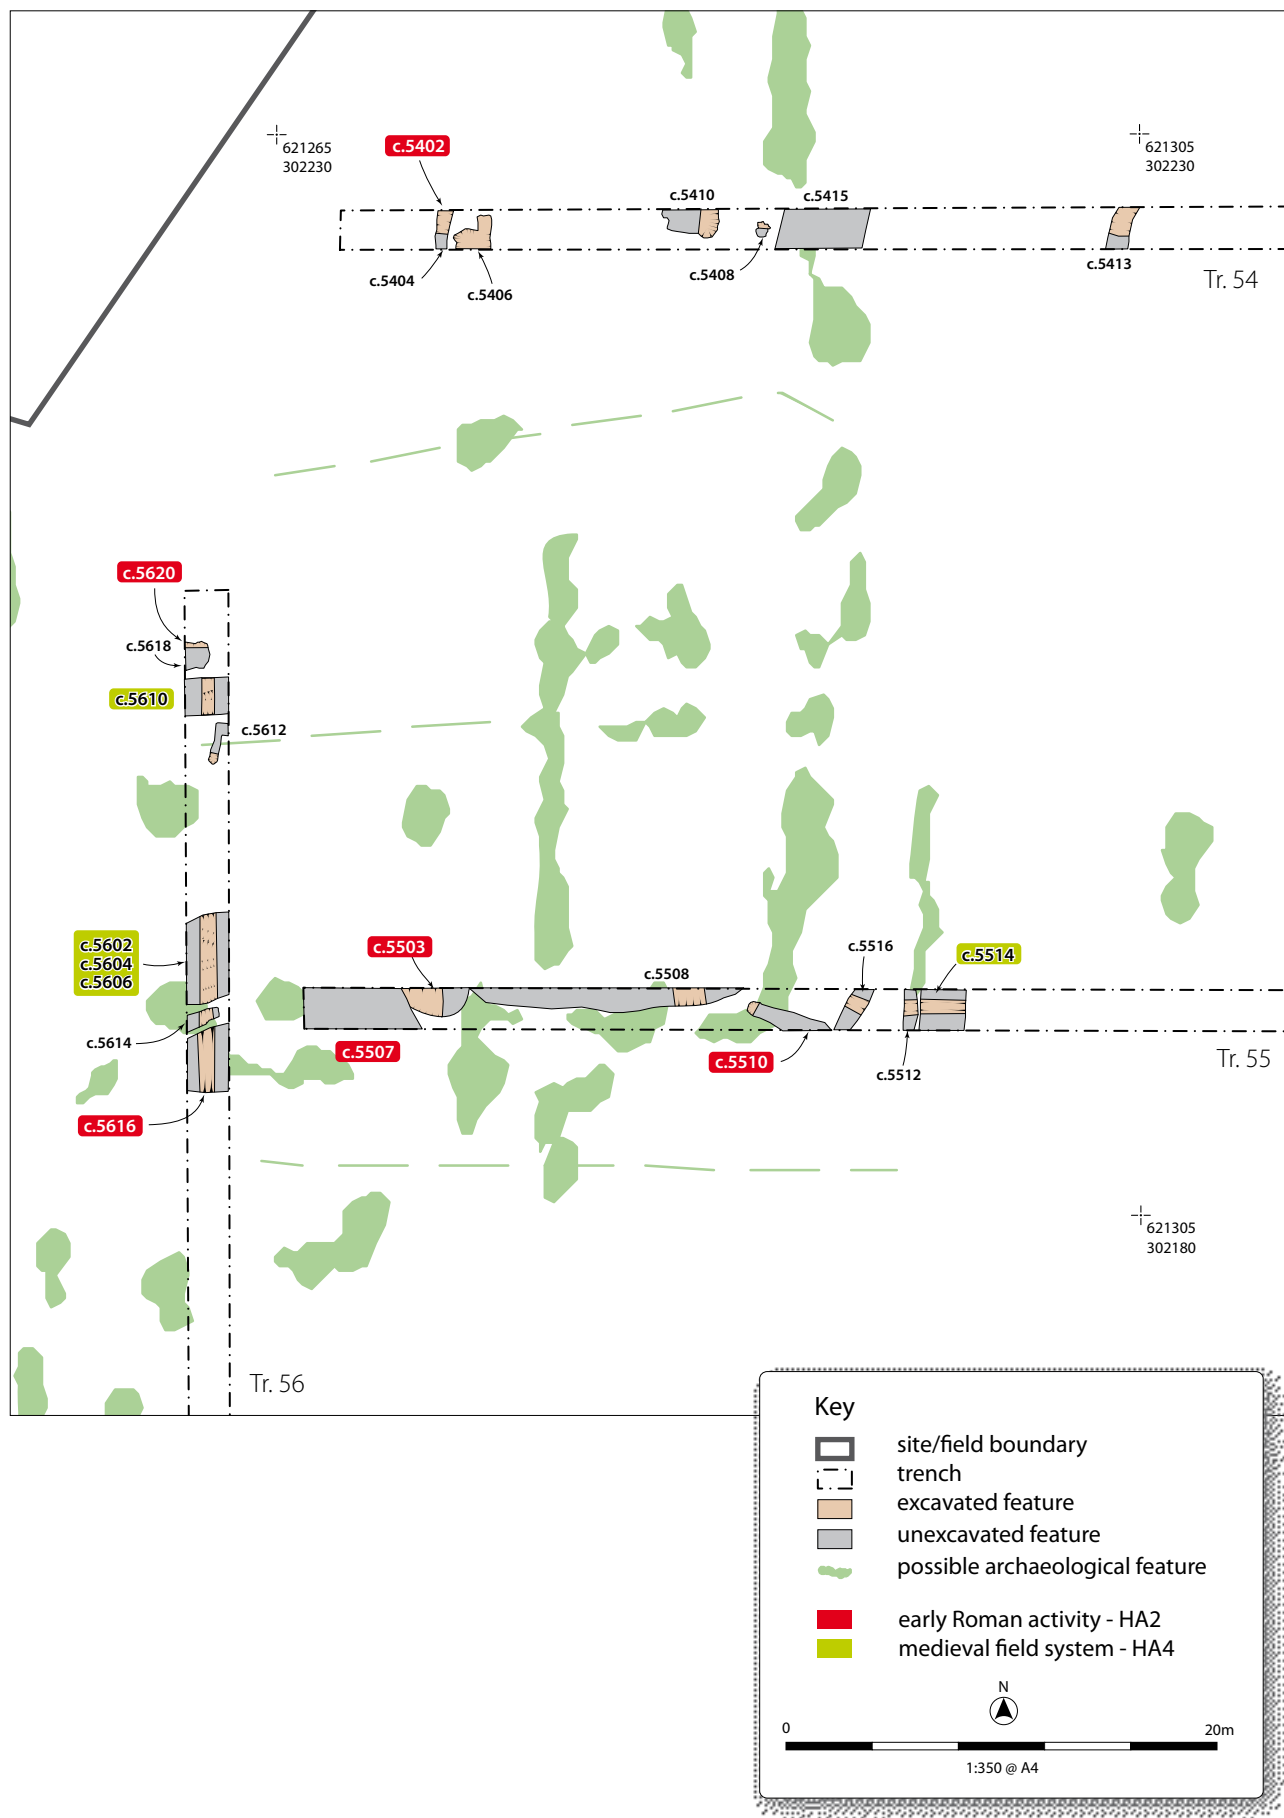 c.5402
621265
302230
621305
302230
c.5410
c.5415
c.5404
c.5406
c.5408
c.5413
Tr. 54
c.5620
c.5618
c.5610
c.5612
c.5602
c.5604
c.5606
c.5614
c.5616
c.5503
c.5508
c.5516
c.5514
c.5507
c.5510
c.5512
Tr. 55
621305
302180
Tr. 56
Key
site/field boundary
trench
excavated feature
unexcavated feature
possible archaeological feature
early Roman activity - HA2
medieval field system - HA4
N
0
20m
1:350 @ A4